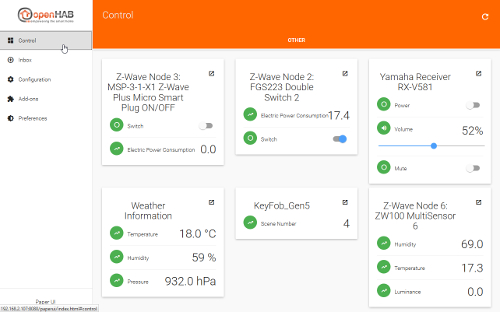 openHAB
empowering the smart home
Control
Inbox
Configuration
Add-ons
Preferences
Paper UI
192.168.2.107:8080/paperui/index.html#control
Control
OTHER
Z-Wave Node 3:
MSP-3-1-X1 Z-Wave
Plus Micro Smart
Plug ON/OFF
Switch
Electric Power Consumption 0.0
Z-Wave Node 2:
FGS223 Double
Switch 2
Electric Power Consumption 17.4
Switch
Yamaha Receiver
RX-V581
Power
Volume 52%
Mute
Weather
Information
Temperature 18.0 °C
Humidity 59 %
Pressure 932.0 hPa
KeyFob_Gen5
Scene Number 4
Z-Wave Node 6:
ZW100 MultiSensor
6
Humidity 69.0
Temperature 17.3
Luminance 0.0